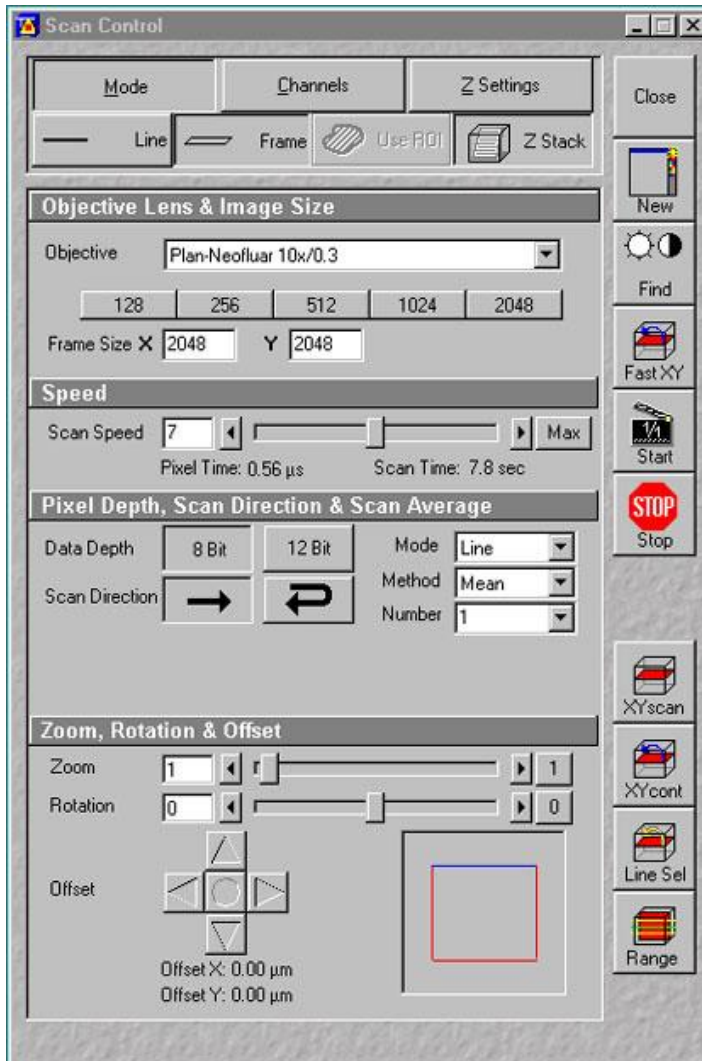 Scan Control
Mode Channels Z Settings
Line Frame Use ROI Z Stack
Close
New
Find
Fast XY
1/1
Start
STOP
Stop
XYscan
XYcont
Line Sel
Range
Objective Lens & Image Size
Objective Plan-Neofluar 10x/0.3
128 256 512 1024 2048
Frame Size X 2048 Y 2048
Speed
Scan Speed 7 Max
Pixel Time: 0.56 µs Scan Time: 7.8 sec
Pixel Depth, Scan Direction & Scan Average
Data Depth 8 Bit 12 Bit Mode Line
Scan Direction Method Mean
Number 1
Zoom, Rotation & Offset
Zoom 1 1
Rotation 0 0
Offset
Offset X: 0.00 µm
Offset Y: 0.00 µm